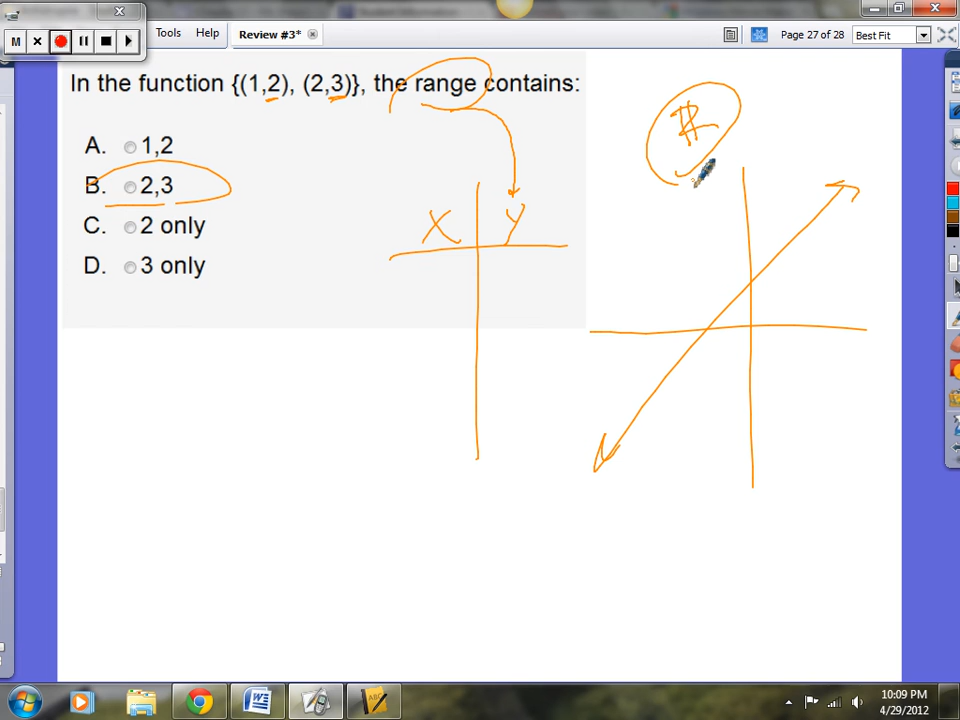 M
Tools Help Review #3* Page 27 of 28 Best Fit
In the function {(1,2), (2,3)}, the range contains:
A. 1,2
B. 2,3
C. 2 only
D. 3 only
X Y
ℝ
W
ABC
10:09 PM
4/29/2012